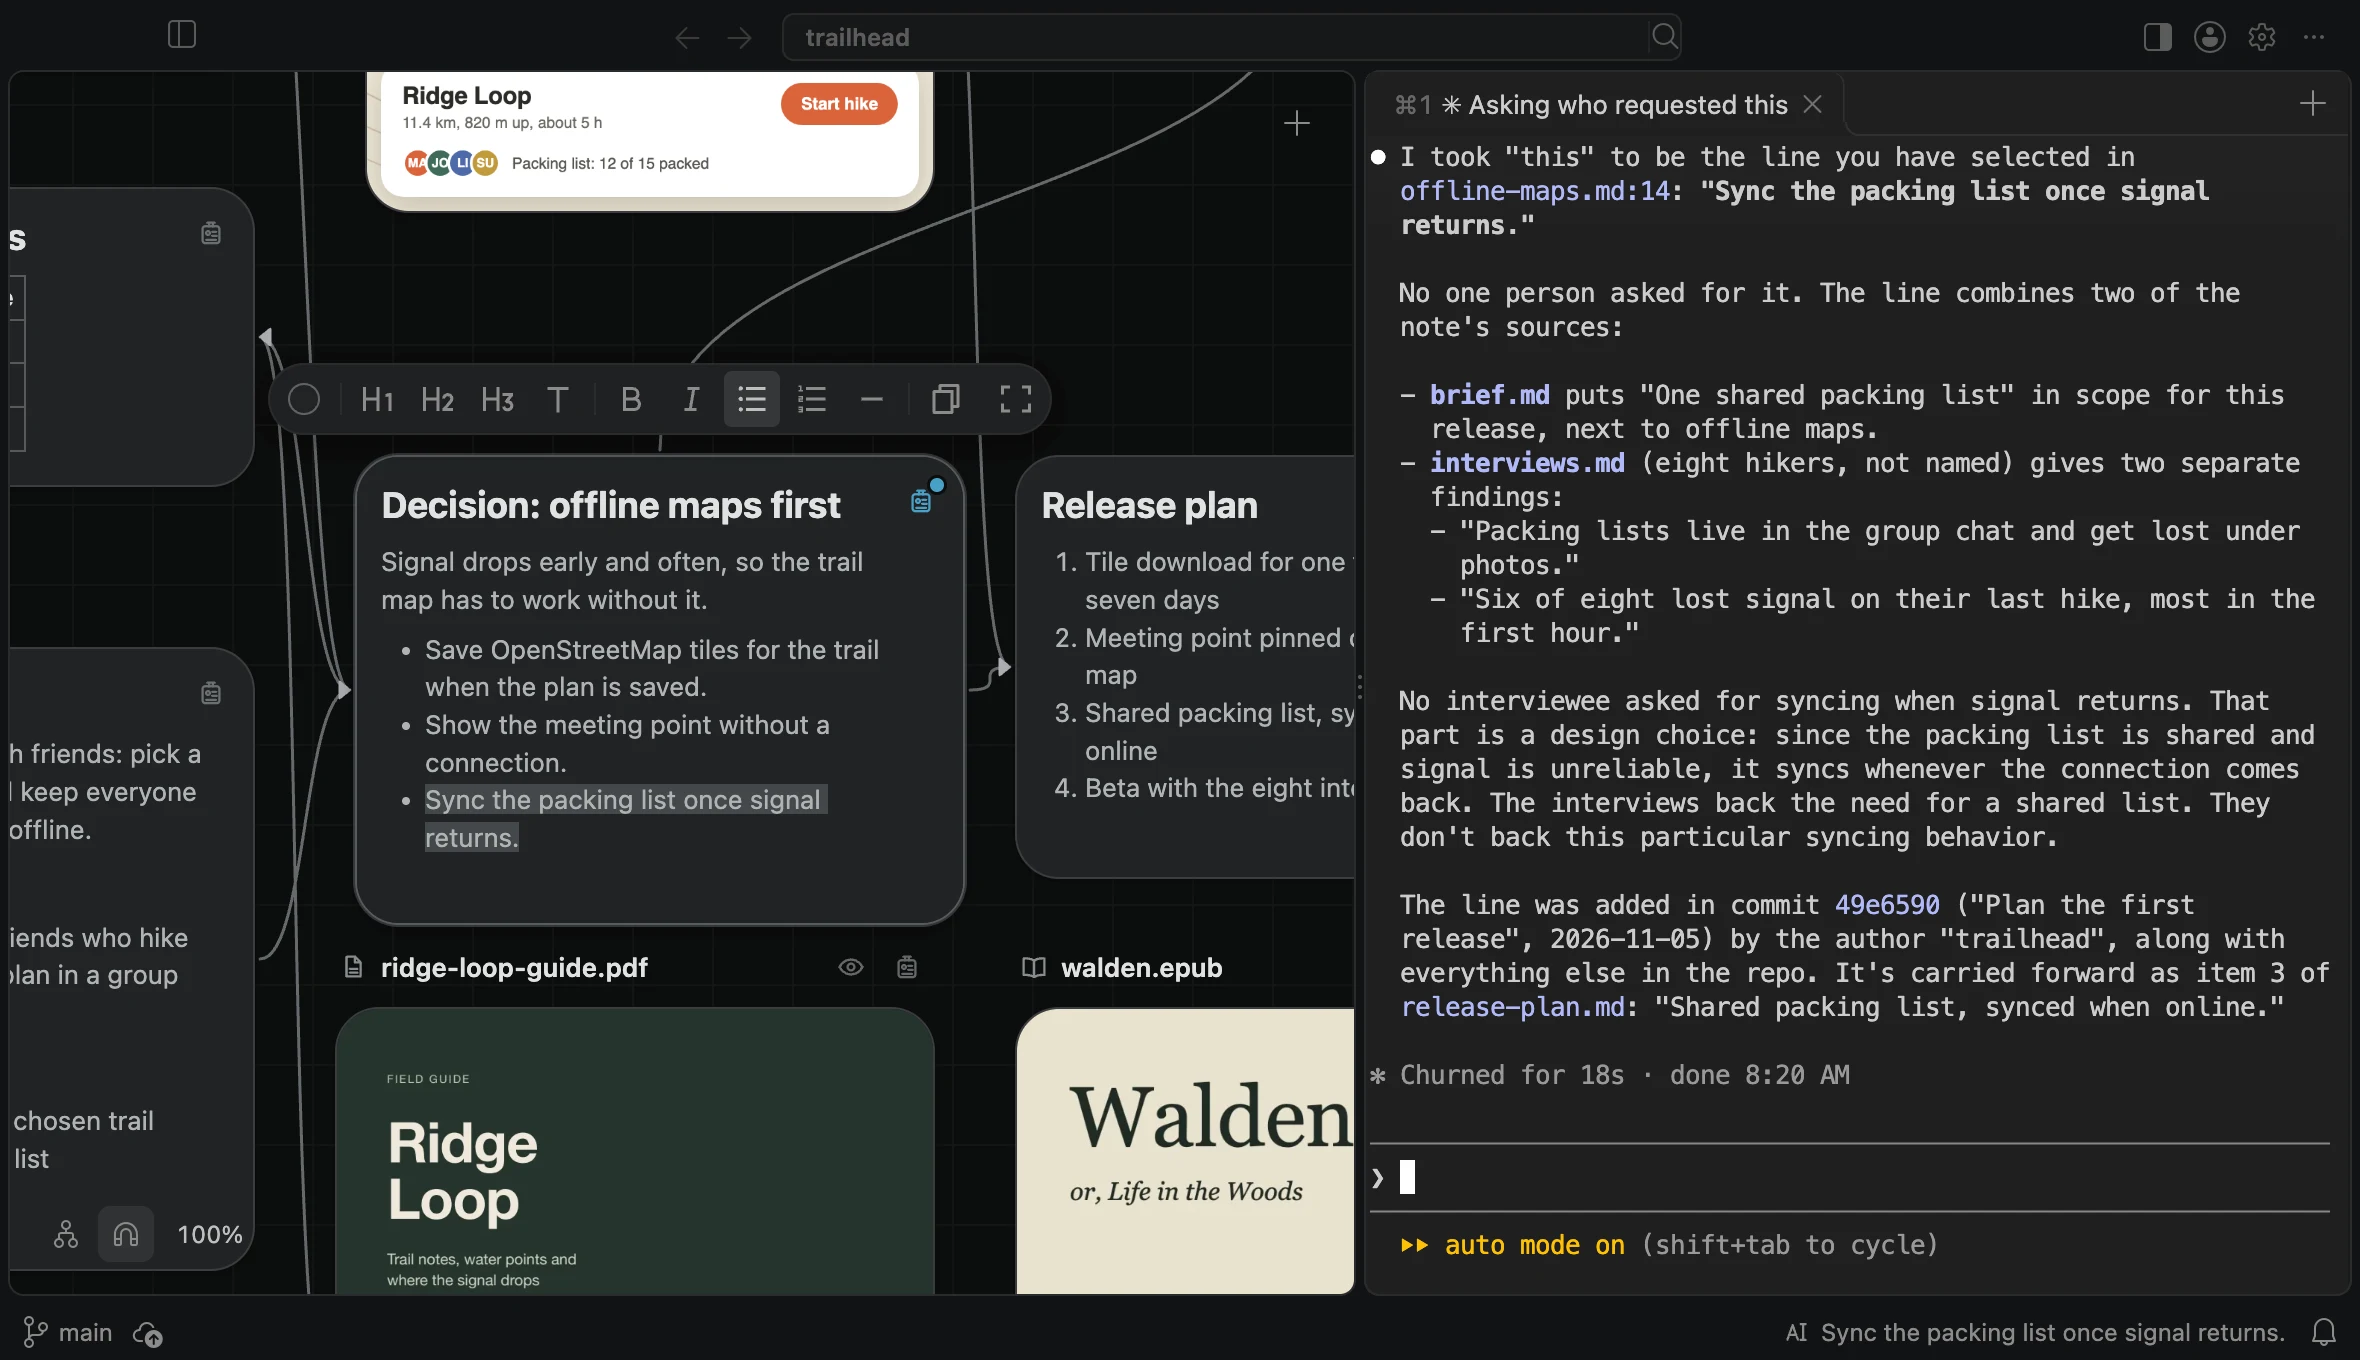 trailhead
Ridge Loop
Start hike
11.4 km, 820 m up, about 5 h
MA JO LI SU Packing list: 12 of 15 packed
s
e
H1 H2 H3 T B I
Decision: offline maps first
Signal drops early and often, so the trail
map has to work without it.
• Save OpenStreetMap tiles for the trail
when the plan is saved.
• Show the meeting point without a
connection.
• Sync the packing list once signal
returns.
Release plan
1. Tile download for one
seven days
2. Meeting point pinned
map
3. Shared packing list, sy
online
4. Beta with the eight inte
h friends: pick a
keep everyone
offline.
iends who hike
plan in a group
chosen trail
list
100%
ridge-loop-guide.pdf
FIELD GUIDE
Ridge
Loop
Trail notes, water points and
where the signal drops
walden.epub
Walden
or, Life in the Woods
⌘1 ✳ Asking who requested this
I took "this" to be the line you have selected in
offline-maps.md:14: "Sync the packing list once signal
returns."
No one person asked for it. The line combines two of the
note's sources:
- brief.md puts "One shared packing list" in scope for this
release, next to offline maps.
- interviews.md (eight hikers, not named) gives two separate
findings:
- "Packing lists live in the group chat and get lost under
photos."
- "Six of eight lost signal on their last hike, most in the
first hour."
No interviewee asked for syncing when signal returns. That
part is a design choice: since the packing list is shared and
signal is unreliable, it syncs whenever the connection comes
back. The interviews back the need for a shared list. They
don't back this particular syncing behavior.
The line was added in commit 49e6590 ("Plan the first
release", 2026-11-05) by the author "trailhead", along with
everything else in the repo. It's carried forward as item 3 of
release-plan.md: "Shared packing list, synced when online."
✻ Churned for 18s · done 8:20 AM
❯
⏵⏵ auto mode on (shift+tab to cycle)
main
AI Sync the packing list once signal returns.